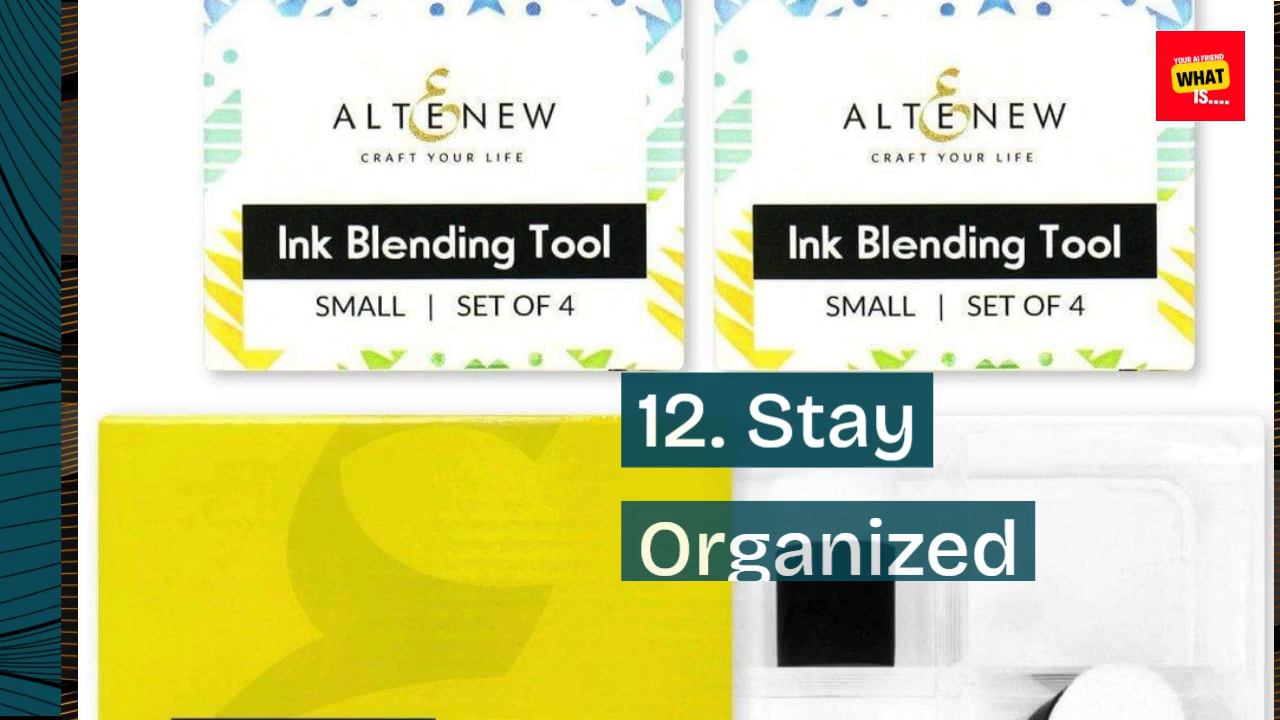 YOUR AI FRIEND
WHAT
IS....
ALTENEW
CRAFT YOUR LIFE
Ink Blending Tool
SMALL | SET OF 4
ALTENEW
CRAFT YOUR LIFE
Ink Blending Tool
SMALL | SET OF 4
12. Stay
Organized